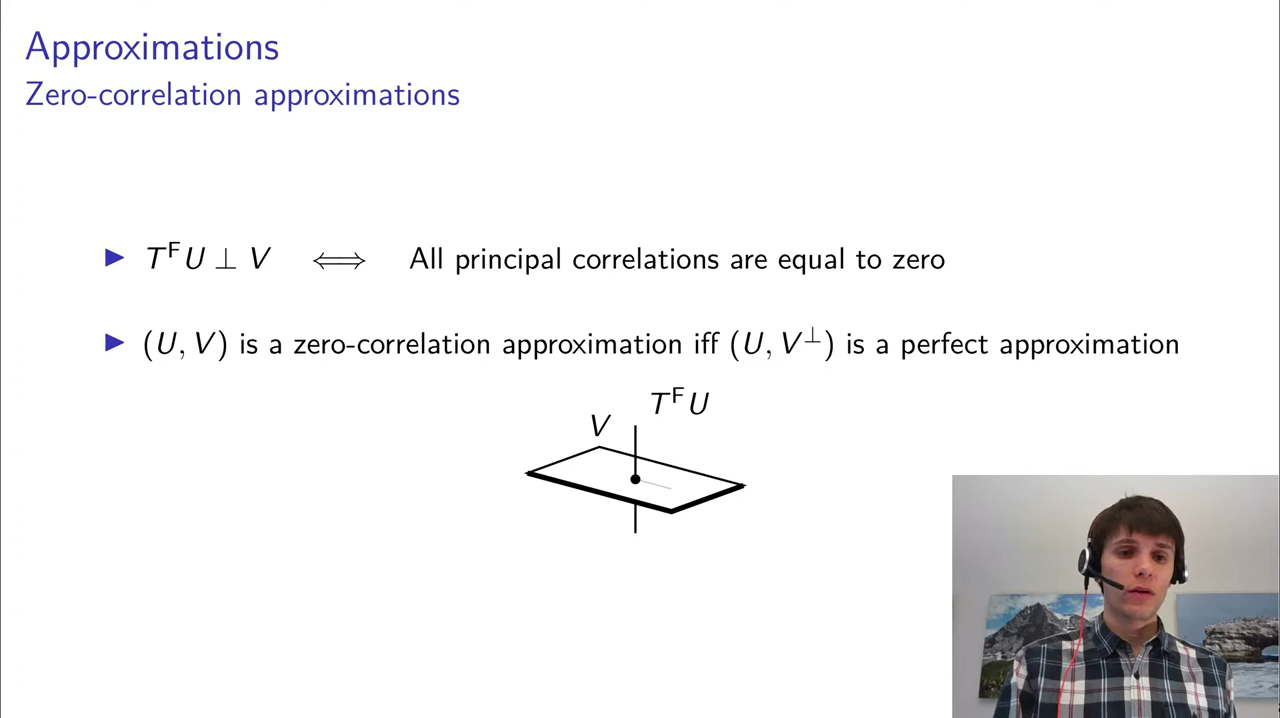 Approximations
Zero-correlation approximations
▶ T^F U ⊥ V ⟺ All principal correlations are equal to zero
▶ (U, V) is a zero-correlation approximation iff (U, V^⊥) is a perfect approximation
T^F U
V